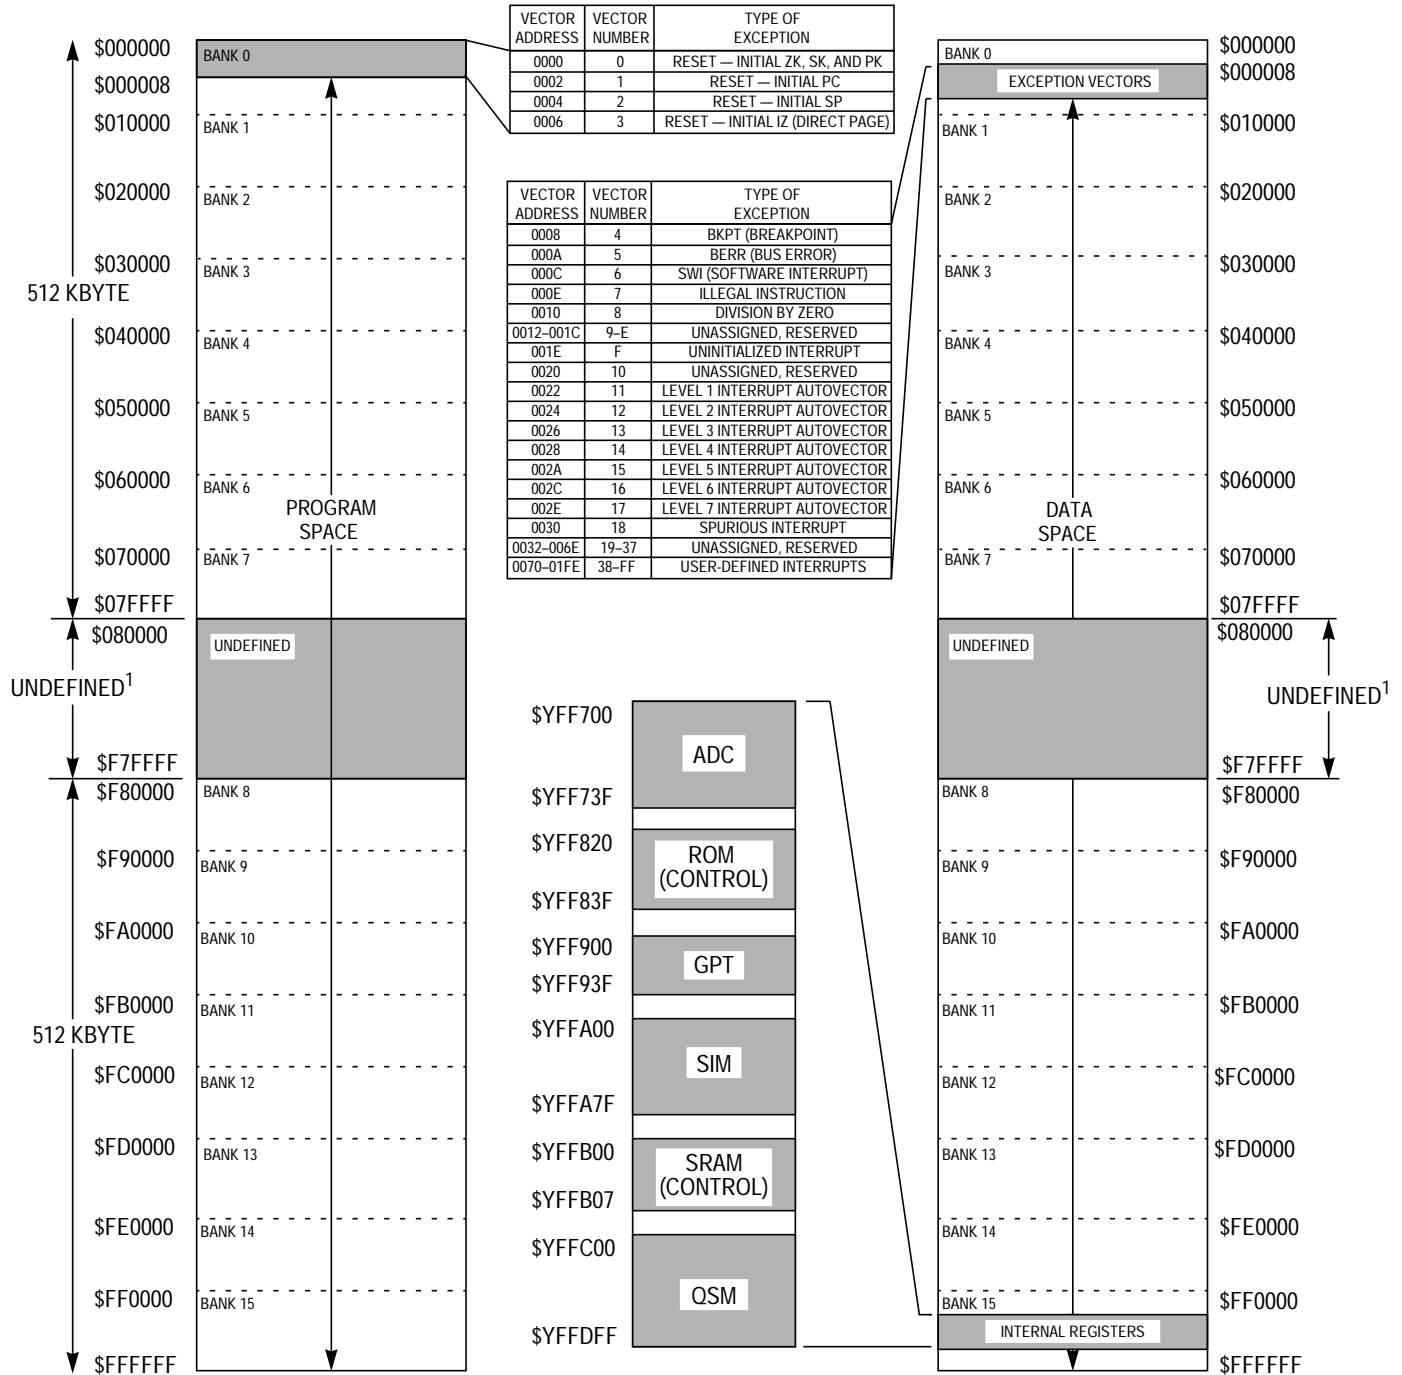 VECTOR ADDRESS VECTOR NUMBER TYPE OF EXCEPTION
0000 0 RESET — INITIAL ZK, SK, AND PK
0002 1 RESET — INITIAL PC
0004 2 RESET — INITIAL SP
0006 3 RESET — INITIAL IZ (DIRECT PAGE)
VECTOR ADDRESS VECTOR NUMBER TYPE OF EXCEPTION
0008 4 BKPT (BREAKPOINT)
000A 5 BERR (BUS ERROR)
000C 6 SWI (SOFTWARE INTERRUPT)
000E 7 ILLEGAL INSTRUCTION
0010 8 DIVISION BY ZERO
0012–001C 9–E UNASSIGNED, RESERVED
001E F UNINITIALIZED INTERRUPT
0020 10 UNASSIGNED, RESERVED
0022 11 LEVEL 1 INTERRUPT AUTOVECTOR
0024 12 LEVEL 2 INTERRUPT AUTOVECTOR
0026 13 LEVEL 3 INTERRUPT AUTOVECTOR
0028 14 LEVEL 4 INTERRUPT AUTOVECTOR
002A 15 LEVEL 5 INTERRUPT AUTOVECTOR
002C 16 LEVEL 6 INTERRUPT AUTOVECTOR
002E 17 LEVEL 7 INTERRUPT AUTOVECTOR
0030 18 SPURIOUS INTERRUPT
0032–006E 19–37 UNASSIGNED, RESERVED
0070–01FE 38–FF USER-DEFINED INTERRUPTS
$000000
BANK 0
$000008
$010000
BANK 1
$020000
BANK 2
$030000
BANK 3
512 KBYTE
$040000
BANK 4
$050000
BANK 5
$060000
BANK 6
PROGRAM
SPACE
$070000
BANK 7
$07FFFF
$080000
UNDEFINED
UNDEFINED1
$F7FFFF
$F80000
BANK 8
$F90000
BANK 9
$FA0000
BANK 10
$FB0000
BANK 11
512 KBYTE
$FC0000
BANK 12
$FD0000
BANK 13
$FE0000
BANK 14
$FF0000
BANK 15
$FFFFFF
$YFF700
ADC
$YFF73F
$YFF820
ROM
(CONTROL)
$YFF83F
$YFF900
GPT
$YFF93F
$YFFA00
SIM
$YFFA7F
$YFFB00
SRAM
(CONTROL)
$YFFB07
$YFFC00
QSM
$YFFDFF
BANK 0
$000000
$000008
EXCEPTION VECTORS
$010000
BANK 1
$020000
BANK 2
$030000
BANK 3
$040000
BANK 4
$050000
BANK 5
$060000
BANK 6
DATA
SPACE
$070000
BANK 7
$07FFFF
$080000
UNDEFINED
UNDEFINED1
$F7FFFF
BANK 8
$F80000
$F90000
BANK 9
$FA0000
BANK 10
$FB0000
BANK 11
$FC0000
BANK 12
$FD0000
BANK 13
$FE0000
BANK 14
$FF0000
BANK 15
INTERNAL REGISTERS
$FFFFFF